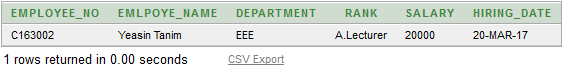 EMPLOYEE_NO EMLPOYE_NAME DEPARTMENT RANK SALARY HIRING_DATE
C163002 Yeasin Tanim EEE A.Lecturer 20000 20-MAR-17
1 rows returned in 0.00 seconds CSV Export